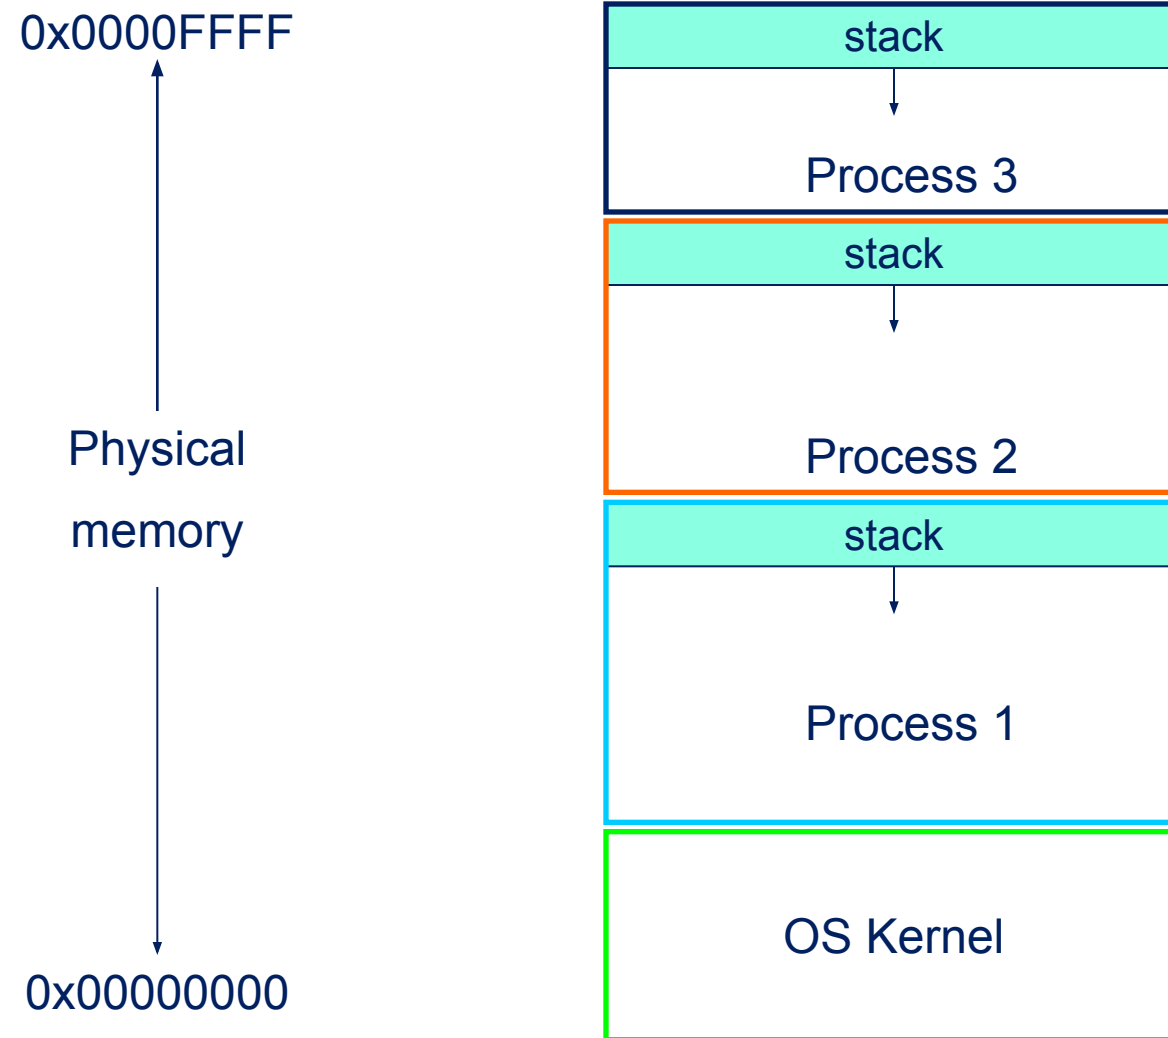 0x0000FFFF
Physical
memory
0x00000000
stack
Process 3
stack
Process 2
stack
Process 1
OS Kernel